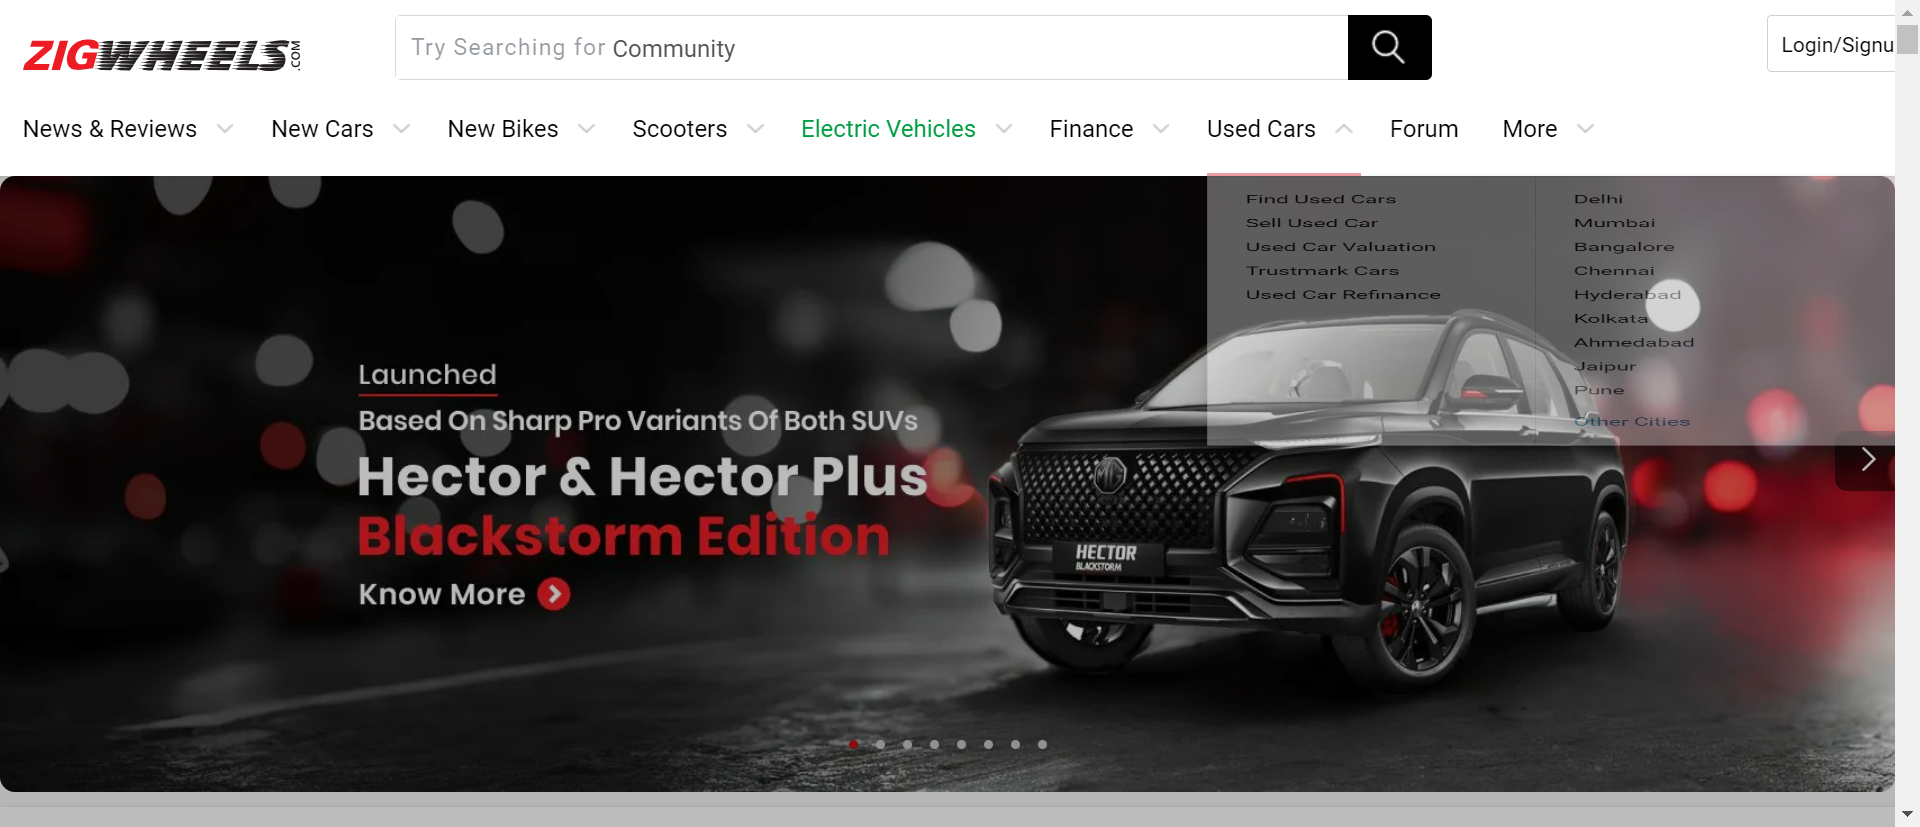 ZIGWHEELS.COM
Try Searching for Community
Login/Signu
News & Reviews
New Cars
New Bikes
Scooters
Electric Vehicles
Finance
Used Cars
Forum
More
Find Used Cars
Sell Used Car
Used Car Valuation
Trustmark Cars
Used Car Refinance
Delhi
Mumbai
Bangalore
Chennai
Hyderabad
Kolkata
Ahmedabad
Jaipur
Pune
Other Cities
Launched
Based On Sharp Pro Variants Of Both SUVs
Hector & Hector Plus
Blackstorm Edition
Know More
MG
HECTOR
BLACKSTORM